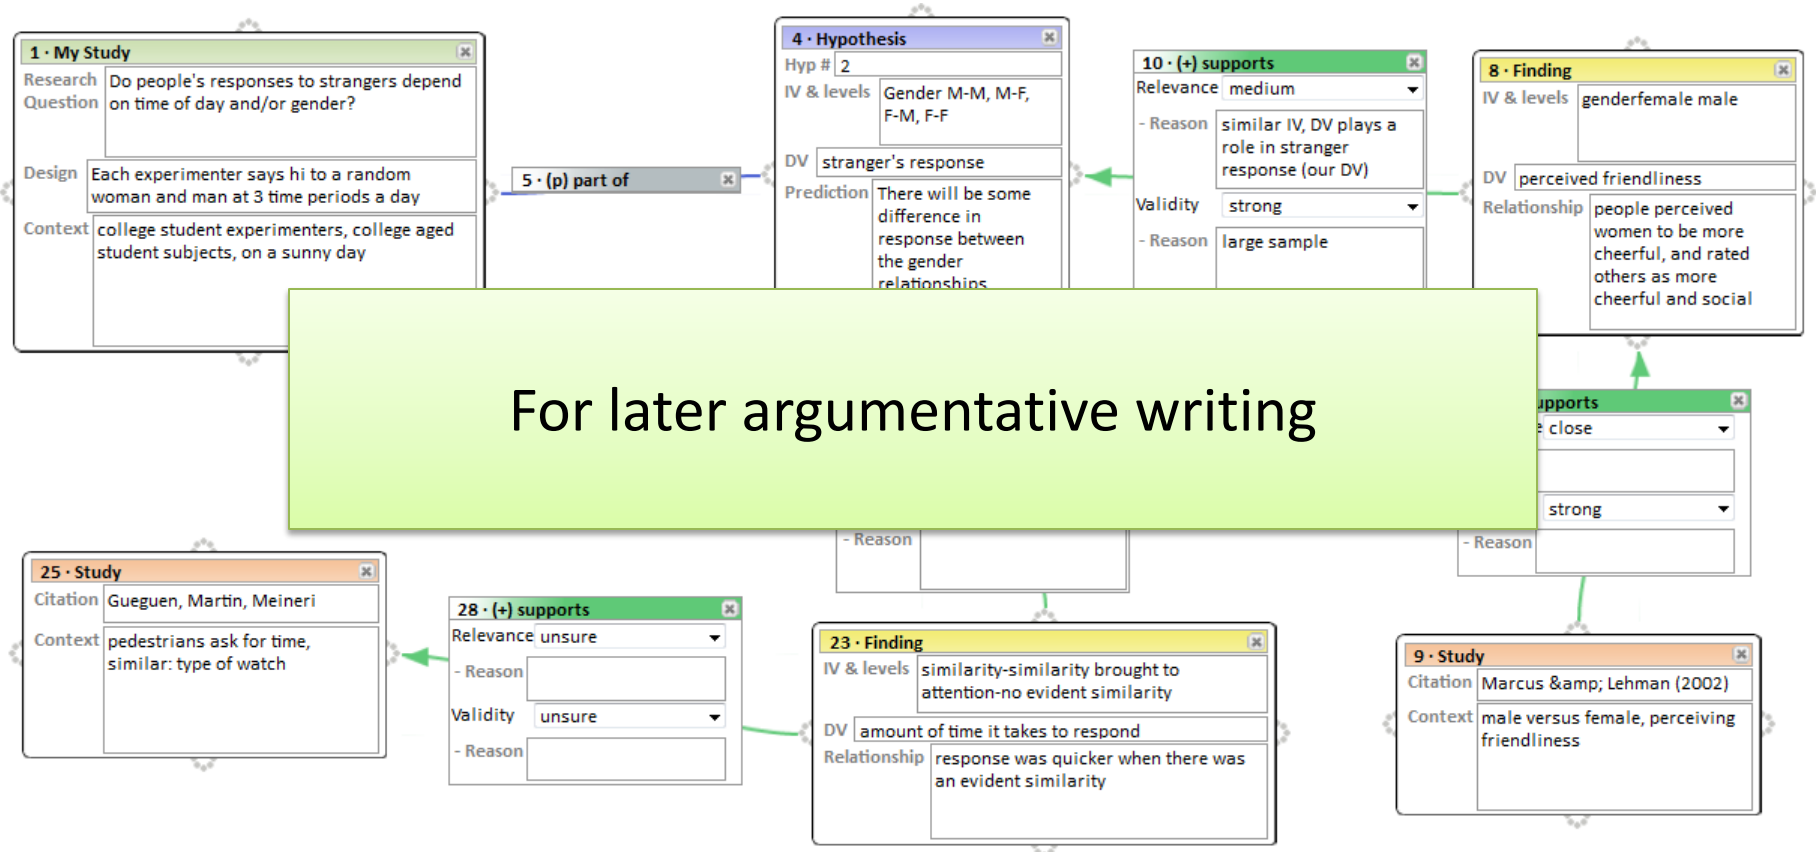 1 · My Study
Research Question
Do people's responses to strangers depend
on time of day and/or gender?
Design
Each experimenter says hi to a random
woman and man at 3 time periods a day
Context
college student experimenters, college aged
student subjects, on a sunny day
5 · (p) part of
4 · Hypothesis
Hyp # 2
IV & levels
Gender M-M, M-F,
F-M, F-F
DV stranger's response
Prediction
There will be some
difference in
response between
the gender
relationships
10 · (+) supports
Relevance medium
- Reason
similar IV, DV plays a
role in stranger
response (our DV)
Validity strong
- Reason large sample
8 · Finding
IV & levels genderfemale male
DV perceived friendliness
Relationship
people perceived
women to be more
cheerful, and rated
others as more
cheerful and social
For later argumentative writing
upports
e close
strong
- Reason
- Reason
25 · Study
Citation Gueguen, Martin, Meineri
Context
pedestrians ask for time,
similar: type of watch
28 · (+) supports
Relevance unsure
- Reason
Validity unsure
- Reason
23 · Finding
IV & levels
similarity-similarity brought to
attention-no evident similarity
DV amount of time it takes to respond
Relationship
response was quicker when there was
an evident similarity
9 · Study
Citation Marcus &amp; Lehman (2002)
Context
male versus female, perceiving
friendliness